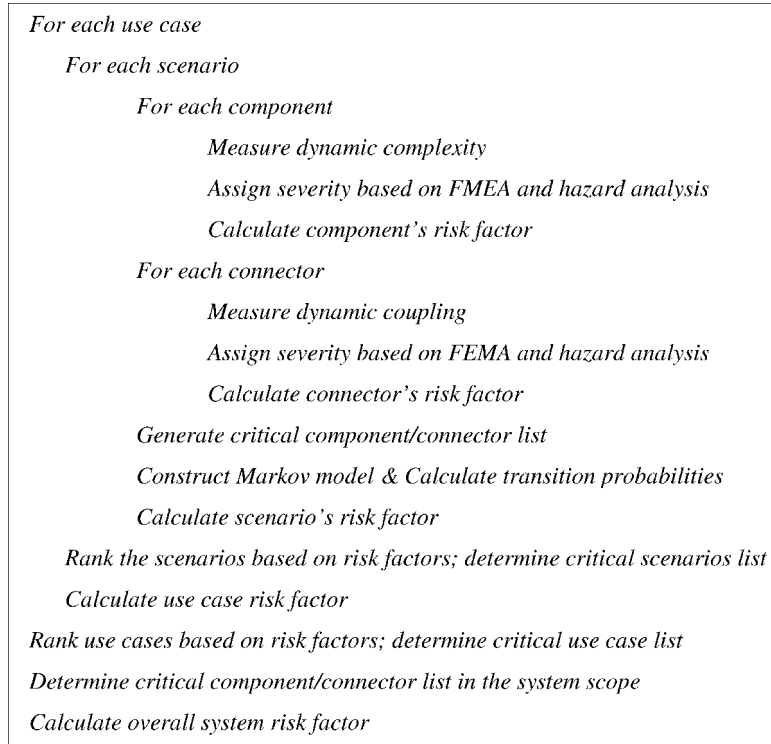 For each use case
For each scenario
For each component
Measure dynamic complexity
Assign severity based on FMEA and hazard analysis
Calculate component's risk factor
For each connector
Measure dynamic coupling
Assign severity based on FEMA and hazard analysis
Calculate connector's risk factor
Generate critical component/connector list
Construct Markov model & Calculate transition probabilities
Calculate scenario's risk factor
Rank the scenarios based on risk factors; determine critical scenarios list
Calculate use case risk factor
Rank use cases based on risk factors; determine critical use case list
Determine critical component/connector list in the system scope
Calculate overall system risk factor